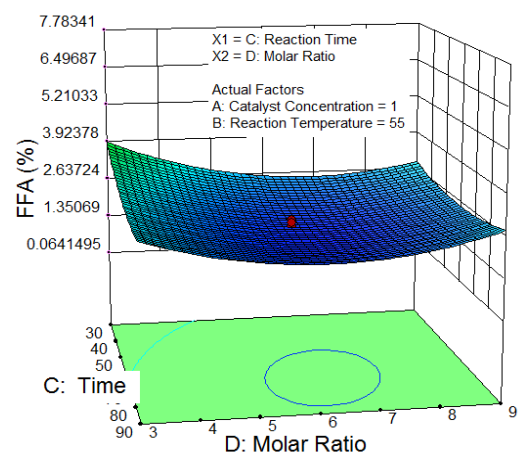 7.78341
6.49687
5.21033
3.92378
2.63724
1.35069
0.0641495
FFA (%)
X1 = C: Reaction Time
X2 = D: Molar Ratio
Actual Factors
A: Catalyst Concentration = 1
B: Reaction Temperature = 55
30
40
50
C: Time
80
90
3
4
5
6
7
8
9
D: Molar Ratio